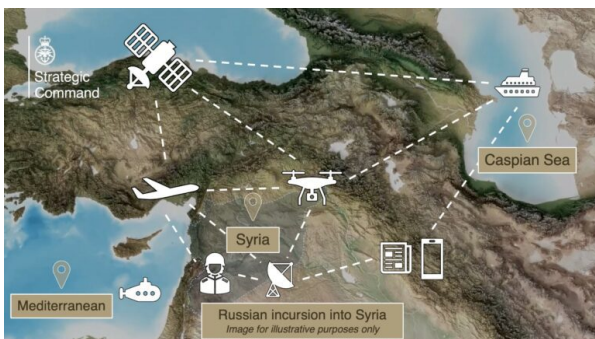 Strategic
Command
Caspian Sea
Syria
Mediterranean
Russian incursion into Syria
Image for illustrative purposes only